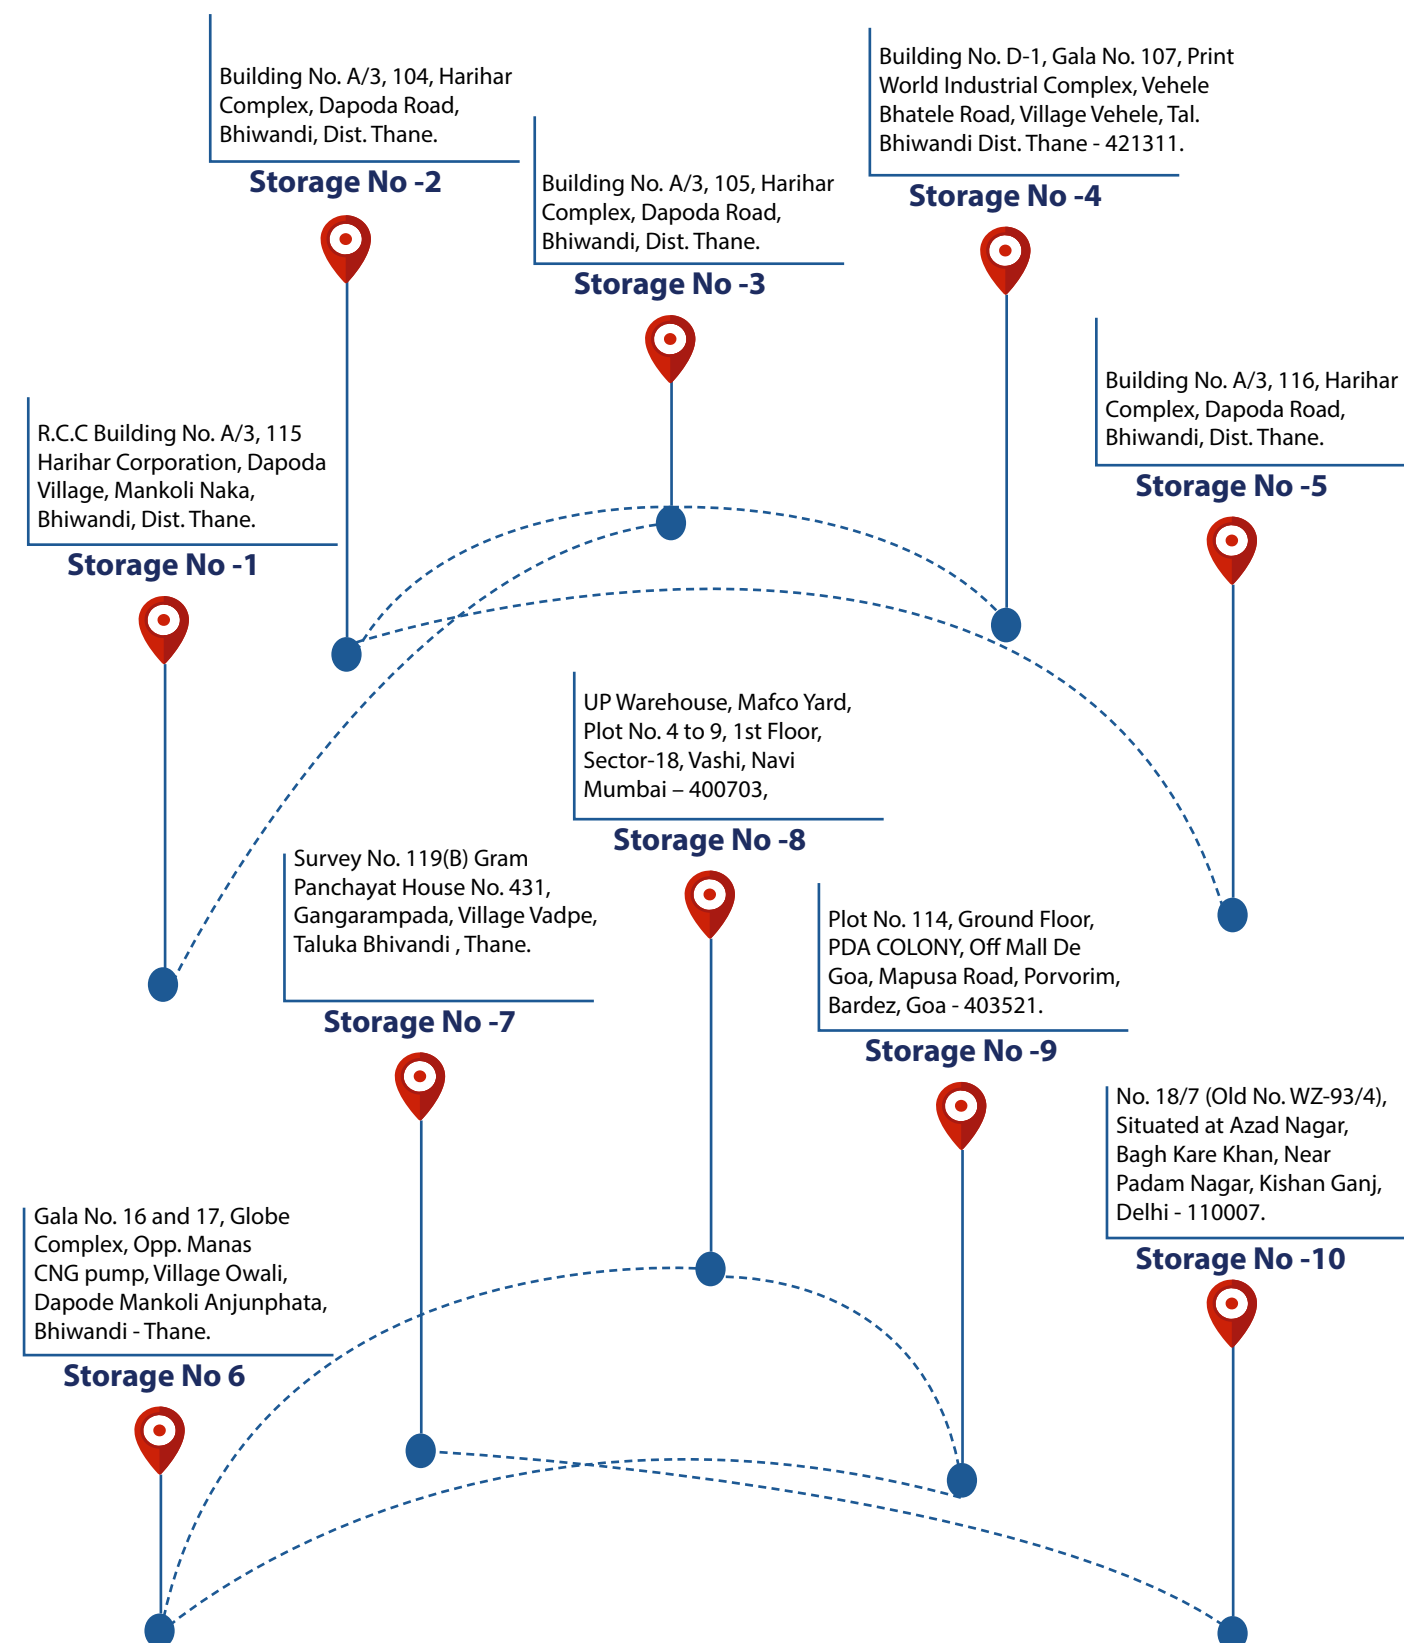 Building No. A/3, 104, Harihar
Complex, Dapoda Road,
Bhiwandi, Dist. Thane.
Storage No -2
Building No. A/3, 105, Harihar
Complex, Dapoda Road,
Bhiwandi, Dist. Thane.
Storage No -3
Building No. D-1, Gala No. 107, Print
World Industrial Complex, Vehele
Bhatele Road, Village Vehele, Tal.
Bhiwandi Dist. Thane - 421311.
Storage No -4
R.C.C Building No. A/3, 115
Harihar Corporation, Dapoda
Village, Mankoli Naka,
Bhiwandi, Dist. Thane.
Storage No -1
Building No. A/3, 116, Harihar
Complex, Dapoda Road,
Bhiwandi, Dist. Thane.
Storage No -5
UP Warehouse, Mafco Yard,
Plot No. 4 to 9, 1st Floor,
Sector-18, Vashi, Navi
Mumbai – 400703,
Storage No -8
Survey No. 119(B) Gram
Panchayat House No. 431,
Gangarampada, Village Vadpe,
Taluka Bhivandi , Thane.
Storage No -7
Plot No. 114, Ground Floor,
PDA COLONY, Off Mall De
Goa, Mapusa Road, Porvorim,
Bardez, Goa - 403521.
Storage No -9
No. 18/7 (Old No. WZ-93/4),
Situated at Azad Nagar,
Bagh Kare Khan, Near
Padam Nagar, Kishan Ganj,
Delhi - 110007.
Storage No -10
Gala No. 16 and 17, Globe
Complex, Opp. Manas
CNG pump, Village Owali,
Dapode Mankoli Anjunphata,
Bhiwandi - Thane.
Storage No 6